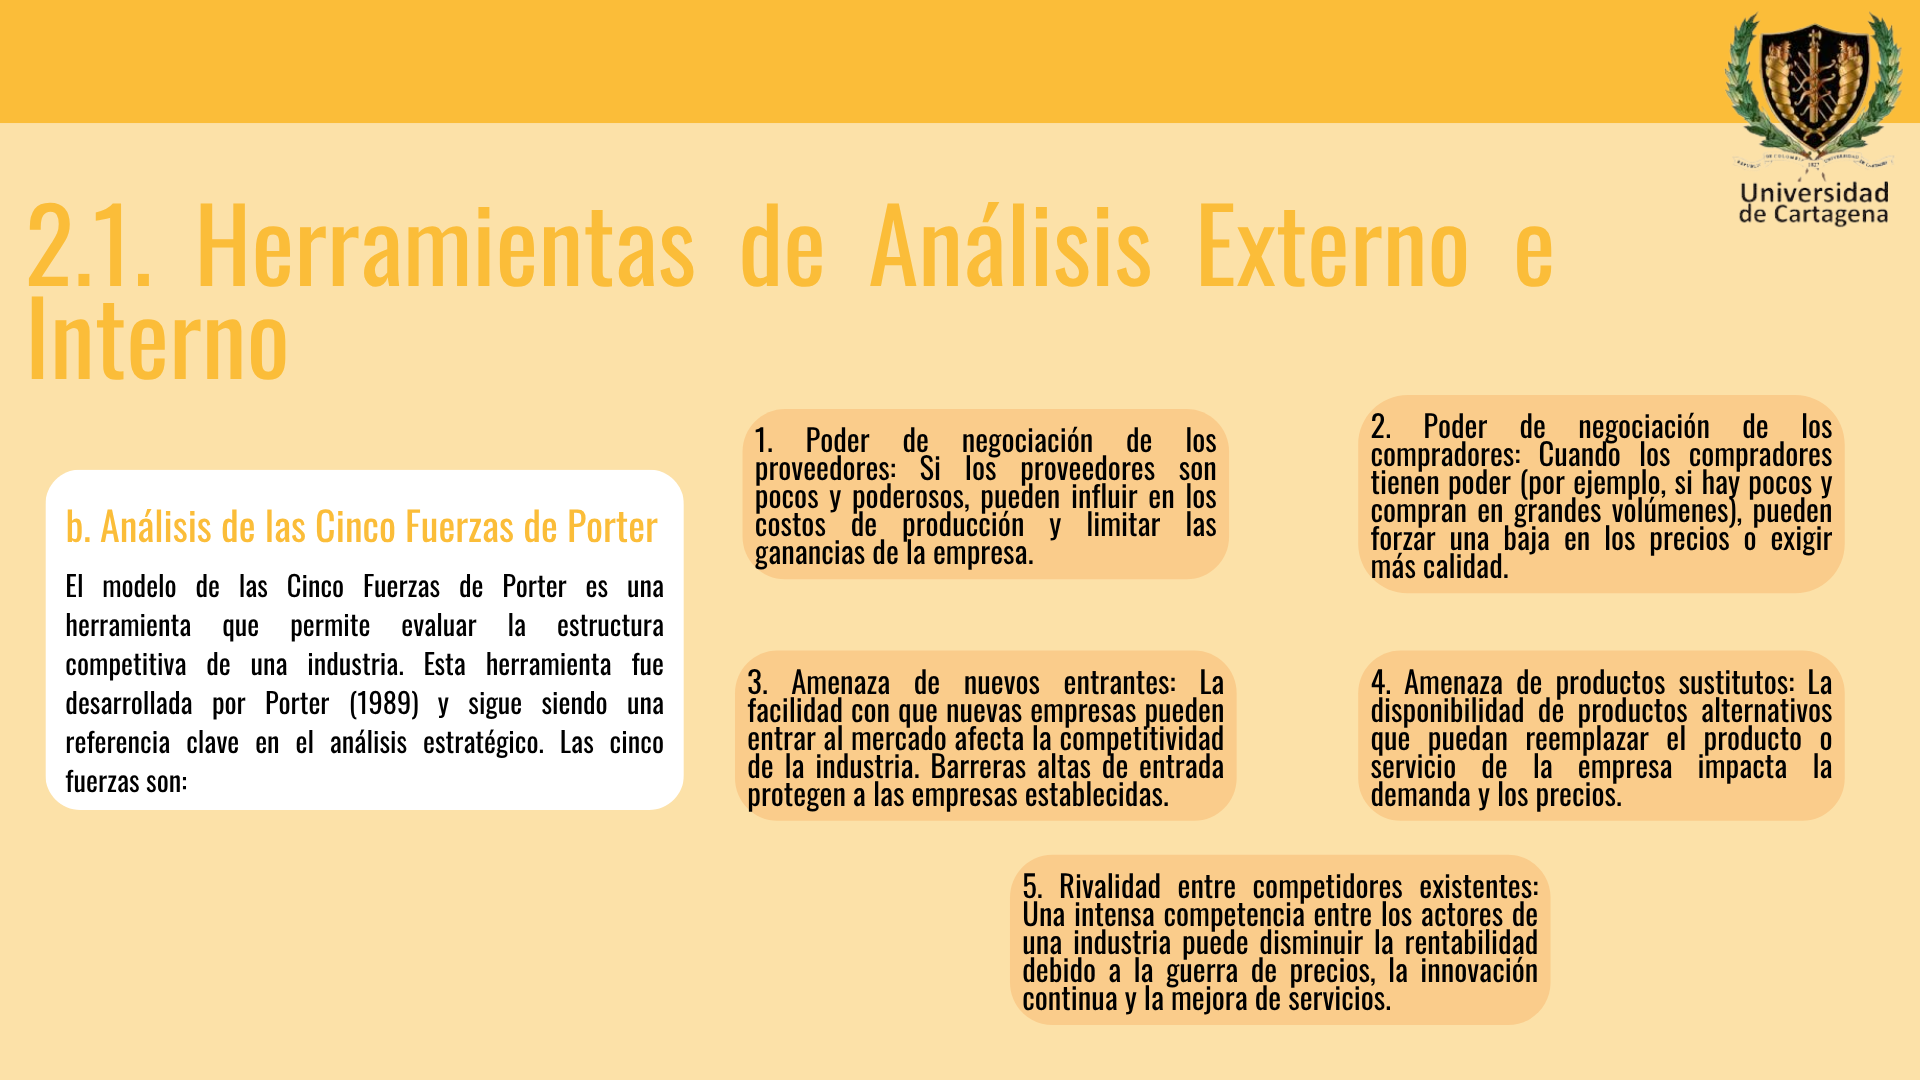 Universidad
de Cartagena
2.1. Herramientas de Análisis Externo e
Interno
b. Análisis de las Cinco Fuerzas de Porter
El modelo de las Cinco Fuerzas de Porter es una
herramienta que permite evaluar la estructura
competitiva de una industria. Esta herramienta fue
desarrollada por Porter (1989) y sigue siendo una
referencia clave en el análisis estratégico. Las cinco
fuerzas son:
1. Poder de negociación de los
proveedores: Si los proveedores son
pocos y poderosos, pueden influir en los
costos de producción y limitar las
ganancias de la empresa.
2. Poder de negociación de los
compradores: Cuando los compradores
tienen poder (por ejemplo, si hay pocos y
compran en grandes volúmenes), pueden
forzar una baja en los precios o exigir
más calidad.
3. Amenaza de nuevos entrantes: La
facilidad con que nuevas empresas pueden
entrar al mercado afecta la competitividad
de la industria. Barreras altas de entrada
protegen a las empresas establecidas.
4. Amenaza de productos sustitutos: La
disponibilidad de productos alternativos
que puedan reemplazar el producto o
servicio de la empresa impacta la
demanda y los precios.
5. Rivalidad entre competidores existentes:
Una intensa competencia entre los actores de
una industria puede disminuir la rentabilidad
debido a la guerra de precios, la innovación
continua y la mejora de servicios.